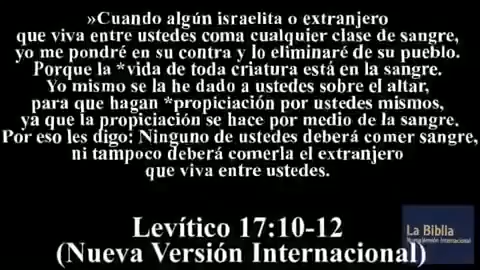 »Cuando algún israelita o extranjero
que viva entre ustedes coma cualquier clase de sangre,
yo me pondré en su contra y lo eliminaré de su pueblo.
Porque la *vida de toda criatura está en la sangre.
Yo mismo se la he dado a ustedes sobre el altar,
para que hagan *propiciación por ustedes mismos,
ya que la propiciación se hace por medio de la sangre.
Por eso les digo: Ninguno de ustedes deberá comer sangre,
ni tampoco deberá comerla el extranjero
que viva entre ustedes.
Levítico 17:10-12
(Nueva Versión Internacional)
La Biblia
Nueva Versión Internacional